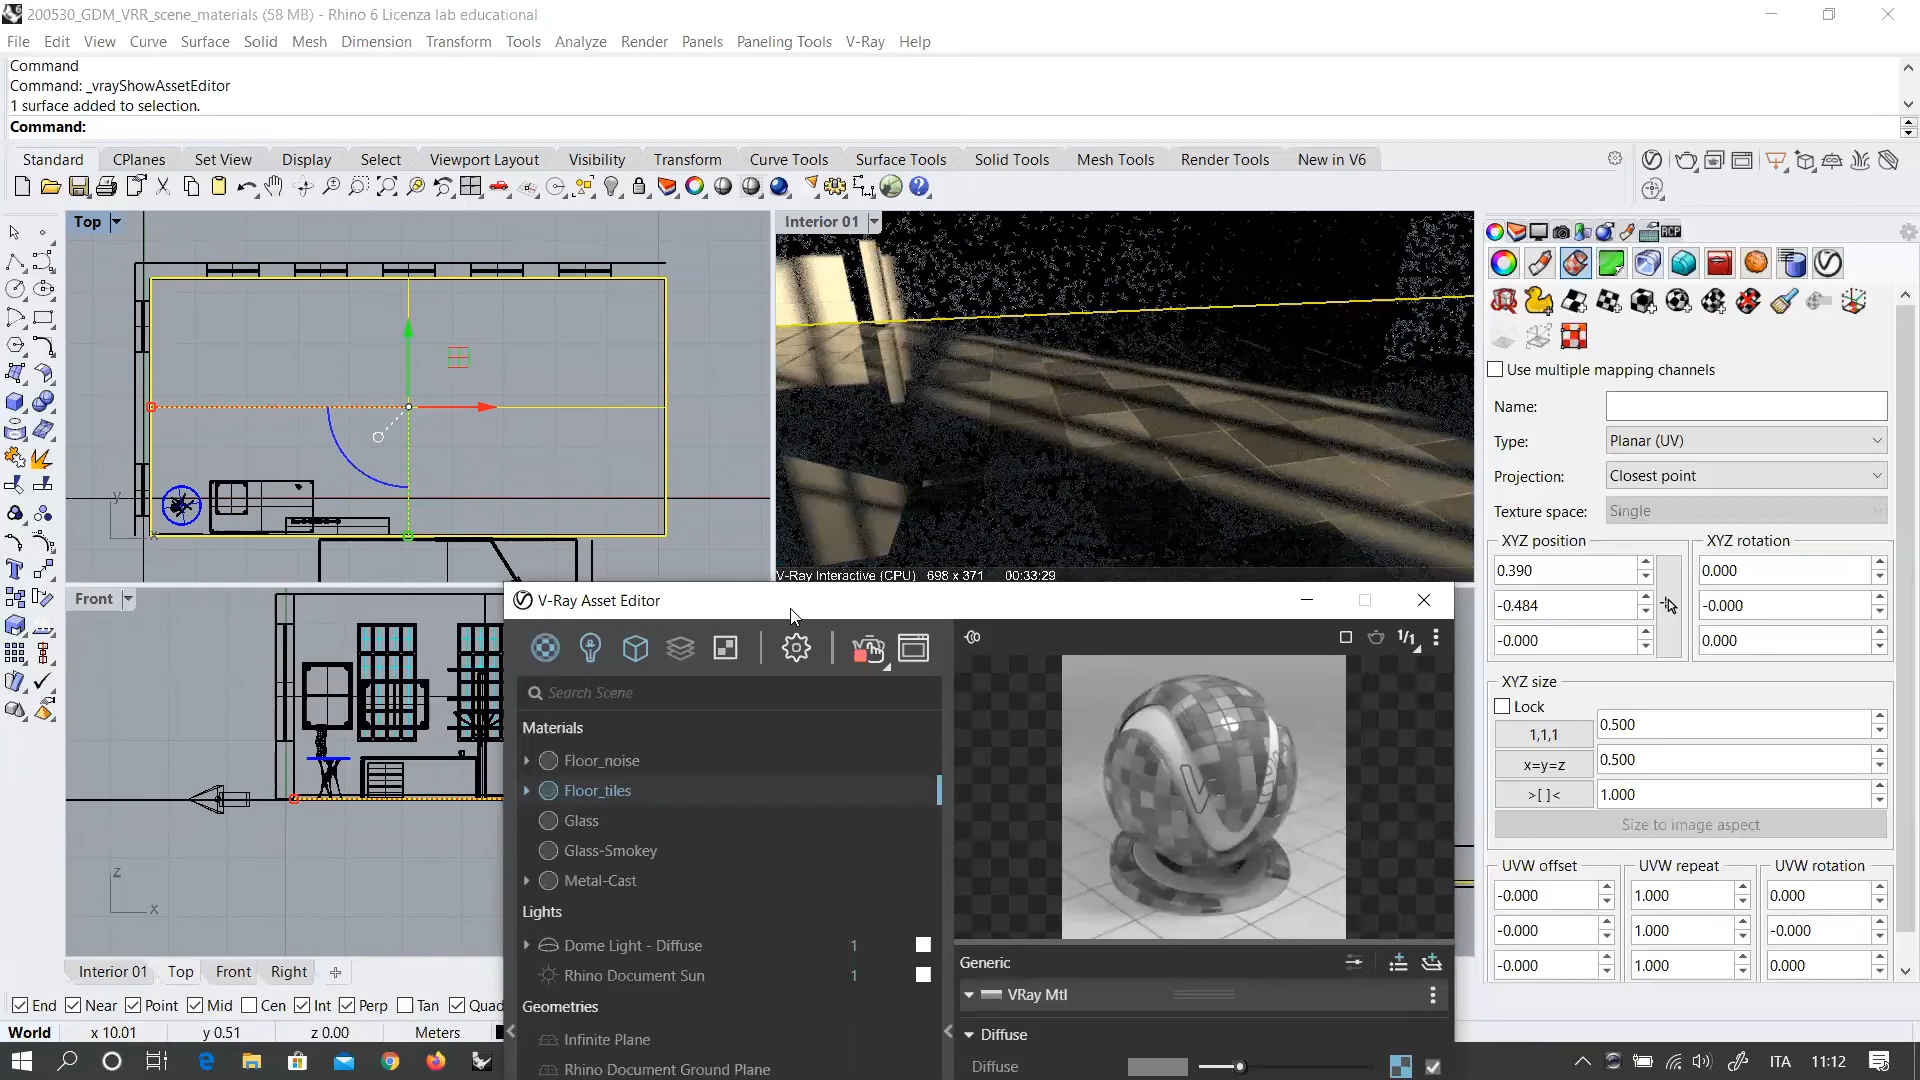 200530_GDM_VRR_scene_materials (58 MB) - Rhino 6 Licenza lab educational
File Edit View Curve Surface Solid Mesh Dimension Transform Tools Analyze Render Panels Paneling Tools V-Ray Help
Command
Command: _vrayShowAssetEditor
1 surface added to selection.
Command:
Standard CPlanes Set View Display Select Viewport Layout Visibility Transform Curve Tools Surface Tools Solid Tools Mesh Tools Render Tools New in V6
Top
Interior 01
RCP
Use multiple mapping channels
Name:
Type: Planar (UV)
Projection: Closest point
Texture space: Single
XYZ position XYZ rotation
0.390 0.000
-0.484 -0.000
-0.000 0.000
XYZ size
Lock
1,1,1 0.500
x=y=z 0.500
>[ ]< 1.000
Size to image aspect
UVW offset UVW repeat UVW rotation
-0.000 1.000 0.000
-0.000 1.000 -0.000
-0.000 1.000 0.000
y
x
V-Ray Interactive (CPU) 698 x 371 00:33:29
Front
z
x
V-Ray Asset Editor
1/1
Search Scene
Materials
Floor_noise
Floor_tiles
Glass
Glass-Smokey
Metal-Cast
Lights
Dome Light - Diffuse 1
Rhino Document Sun 1
Geometries
Infinite Plane
Rhino Document Ground Plane
Generic
VRay Mtl
Diffuse
Diffuse
Interior 01 Top Front Right
End Near Point Mid Cen Int Perp Tan Quad
World x 10.01 y 0.51 z 0.00 Meters
ITA 11:12